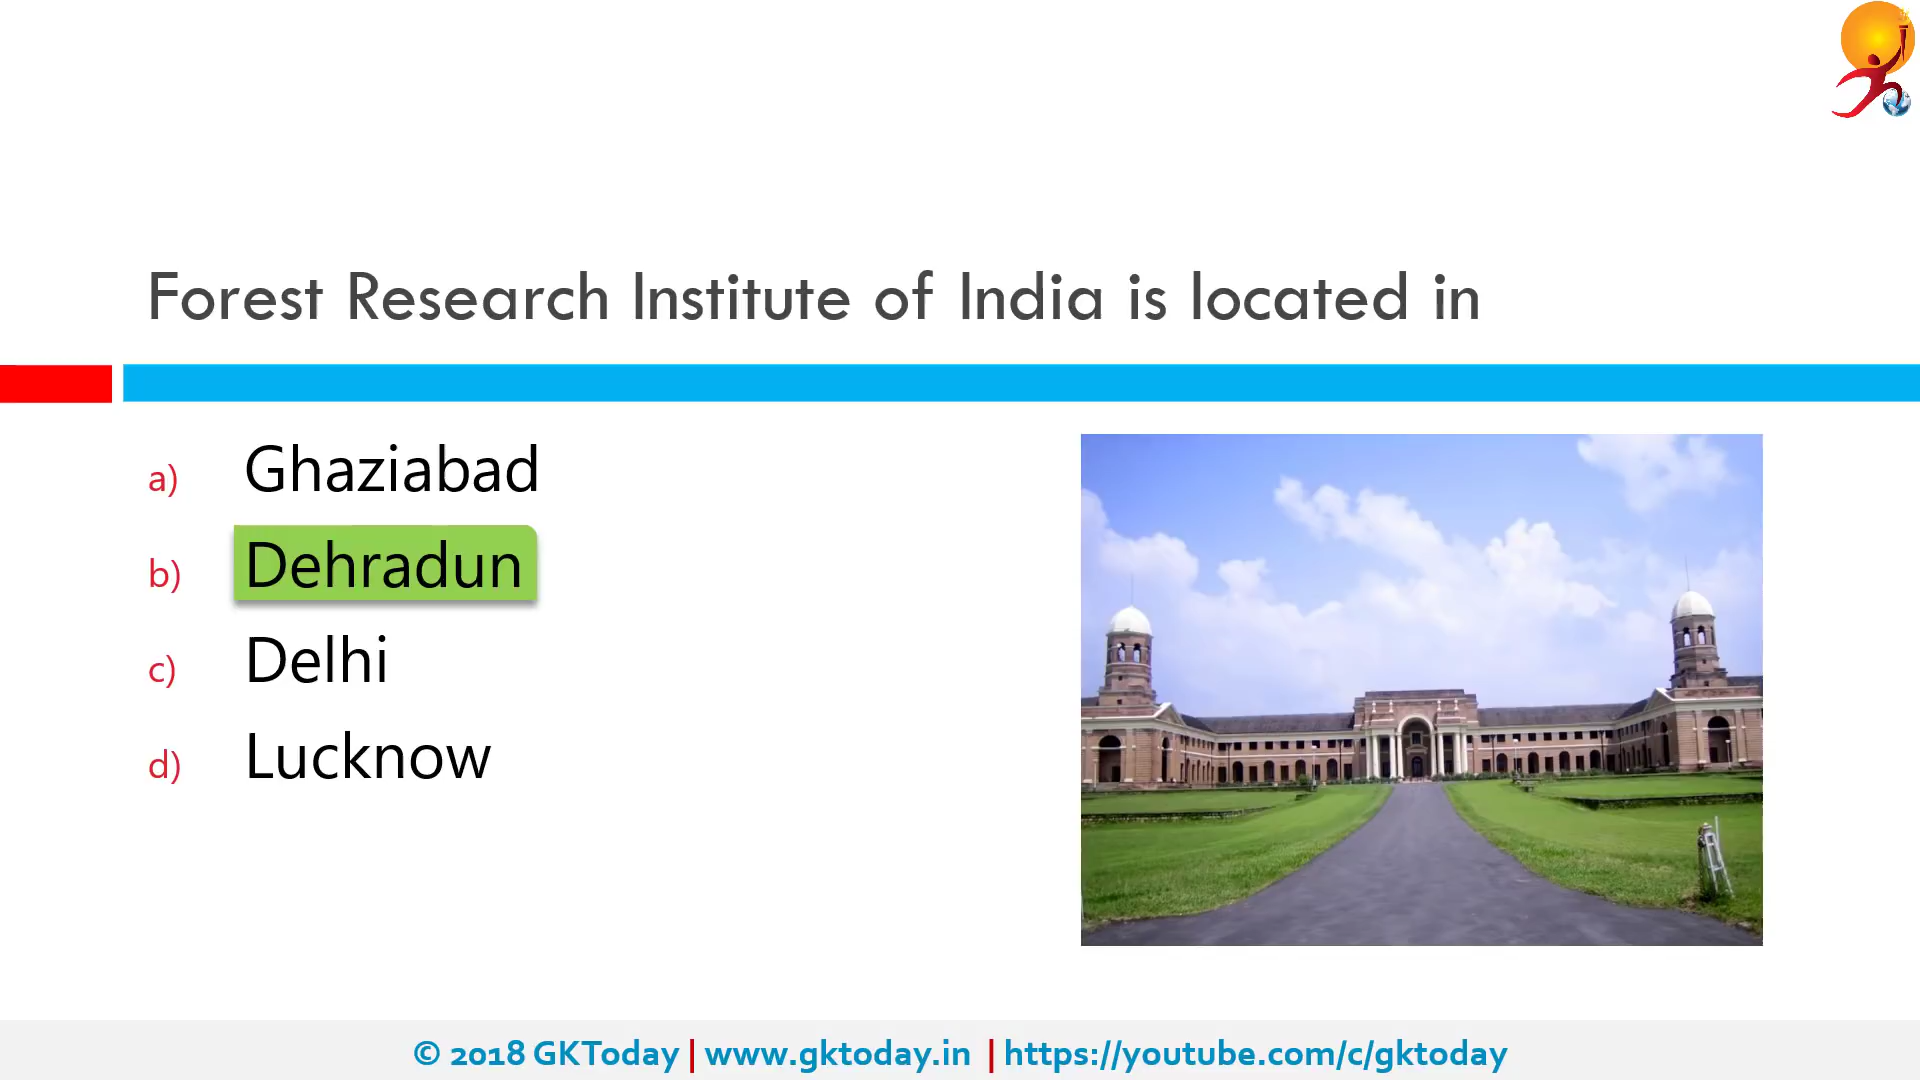 Forest Research Institute of India is located in
a) Ghaziabad
b) Dehradun
c) Delhi
d) Lucknow
© 2018 GKToday | www.gktoday.in | https://youtube.com/c/gktoday